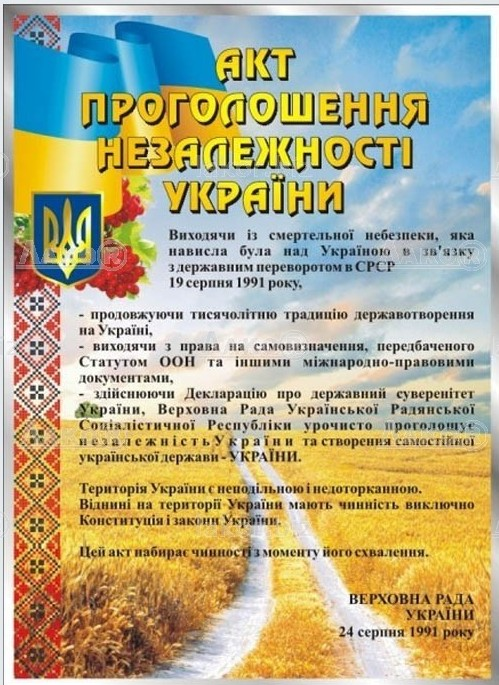 АКТ
ПРОГОЛОШЕННЯ
НЕЗАЛЕЖНОСТІ
УКРАЇНИ
Виходячи із смертельної небезпеки, яка
нависла була над Україною в зв'язку
з державним переворотом в СРСР
19 серпня 1991 року,
- продовжуючи тисячолітню традицію державотворення
на Україні,
- виходячи з права на самовизначення, передбаченого
Статутом ООН та іншими міжнародно-правовими
документами,
- здійснюючи Декларацію про державний суверенітет
України, Верховна Рада Української Радянської
Соціалістичної Республіки урочисто проголошує
незалежність України та створення самостійної
української держави - УКРАЇНИ.
Територія України є неподільною і недоторканною.
Віднині на території України мають чинність виключно
Конституція і закони України.
Цей акт набирає чинності з моменту його схвалення.
ВЕРХОВНА РАДА
УКРАЇНИ
24 серпня 1991 року